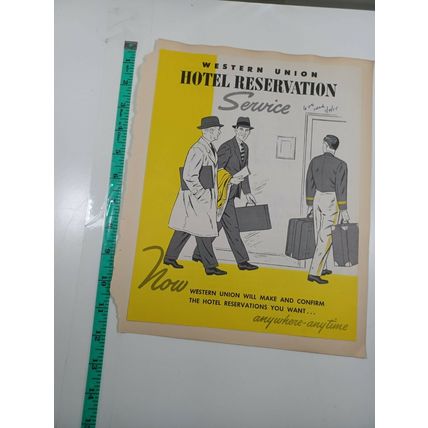 WESTERN UNION
HOTEL RESERVATION
Service
Now
WESTERN UNION WILL MAKE AND CONFIRM
THE HOTEL RESERVATIONS YOU WANT...
anywhere-anytime